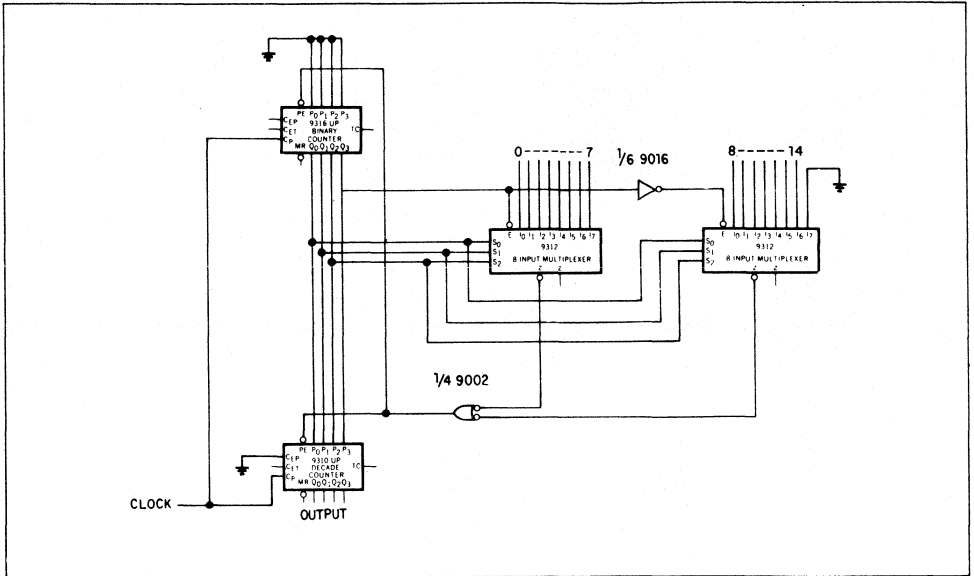 PE P0 P1 P2 P3
CEP 9316 UP TC
CET BINARY
CP COUNTER
MR Q0 Q1 Q2 Q3
0-------7
1/6 9016
8-----14
E I0 I1 I2 I3 I4 I5 I6 I7
S0 9312
S1 8 INPUT MULTIPLEXER
S2 Z Z
E I0 I1 I2 I3 I4 I5 I6 I7
S0 9312
S1 8 INPUT MULTIPLEXER
S2 Z Z
1/4 9002
PE P0 P1 P2 P3
CEP 9310 UP TC
CET DECADE
CP COUNTER
MR Q0 Q1 Q2 Q3
CLOCK
OUTPUT